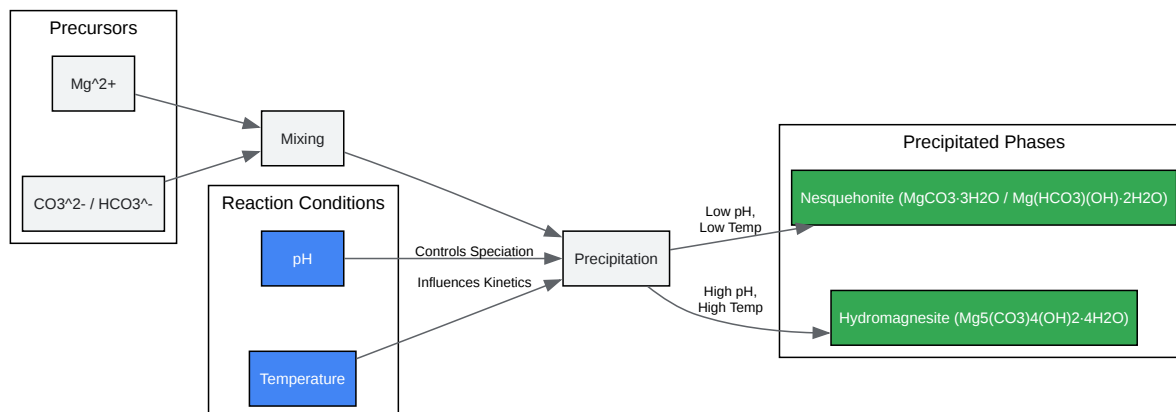 Precursors
Mg^2+
CO3^2- / HCO3^-
Mixing
Reaction Conditions
pH
Temperature
Controls Speciation
Influences Kinetics
Precipitation
Low pH,
Low Temp
High pH,
High Temp
Precipitated Phases
Nesquehonite (MgCO3·3H2O / Mg(HCO3)(OH)·2H2O)
Hydromagnesite (Mg5(CO3)4(OH)2·4H2O)